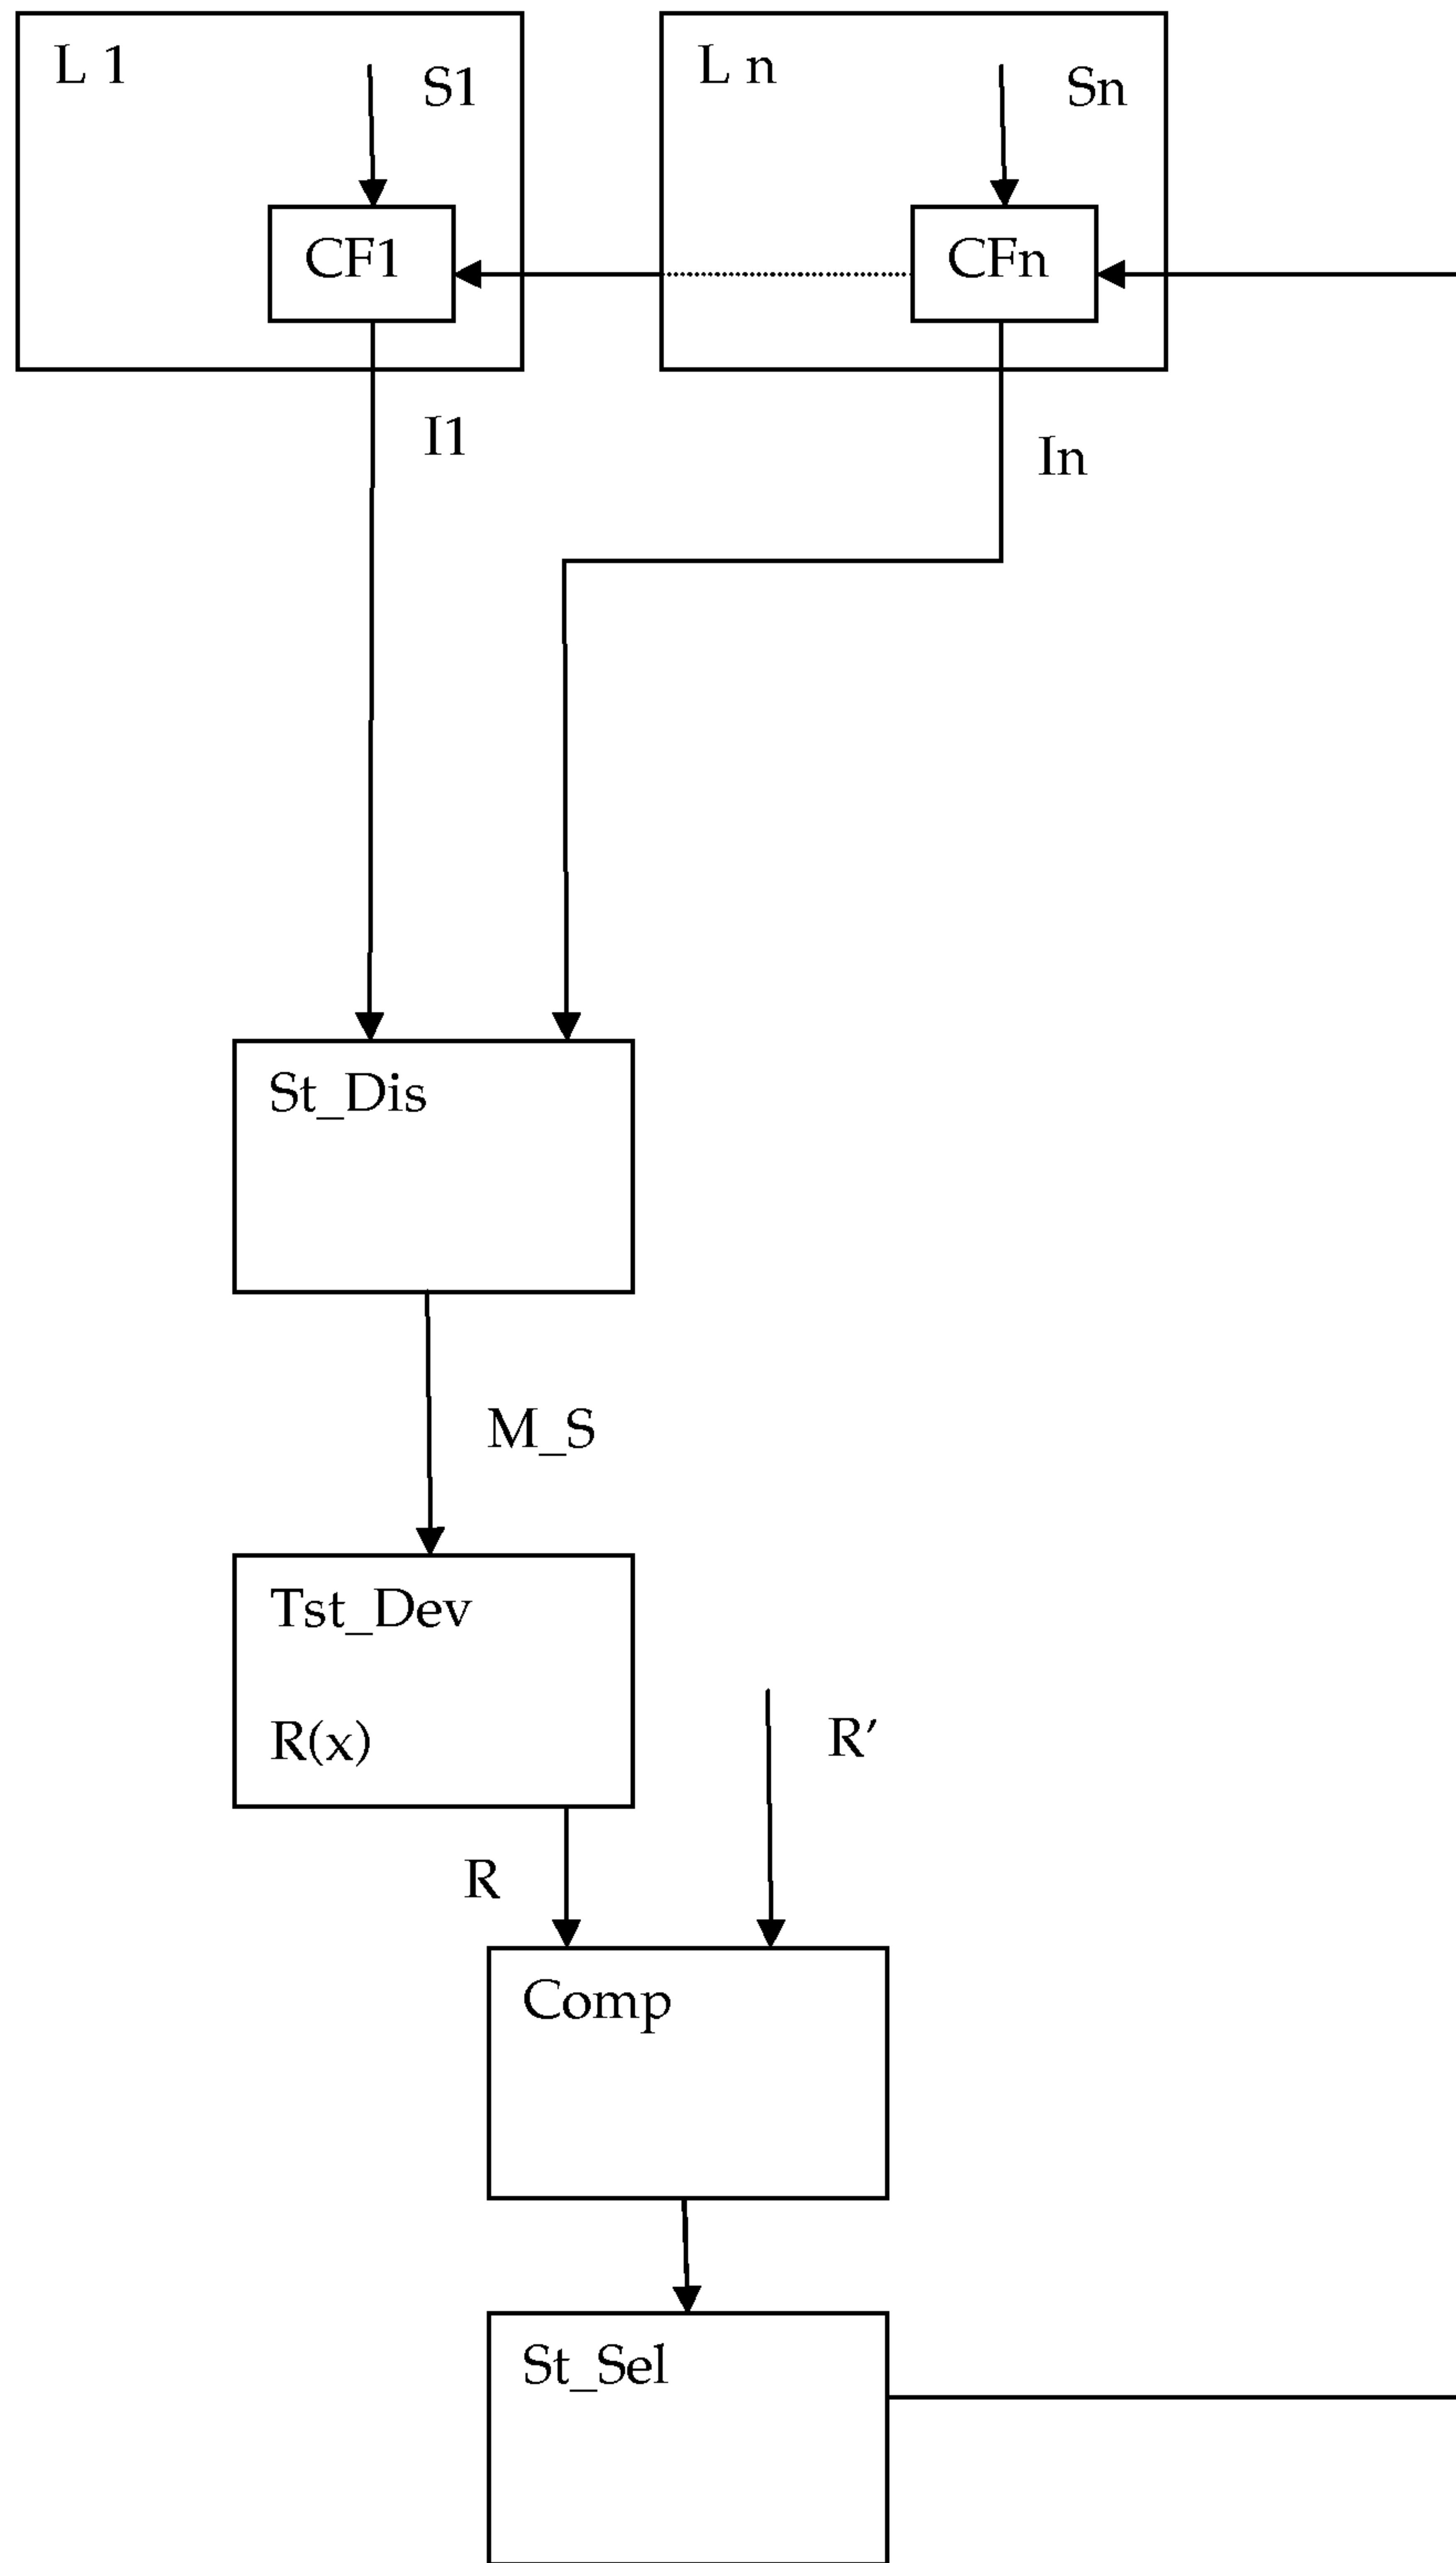 L 1
S1
L n
Sn
CF1
CFn
I1
In
St_Dis
M_S
Tst_Dev
R(x)
R′
R
Comp
St_Sel